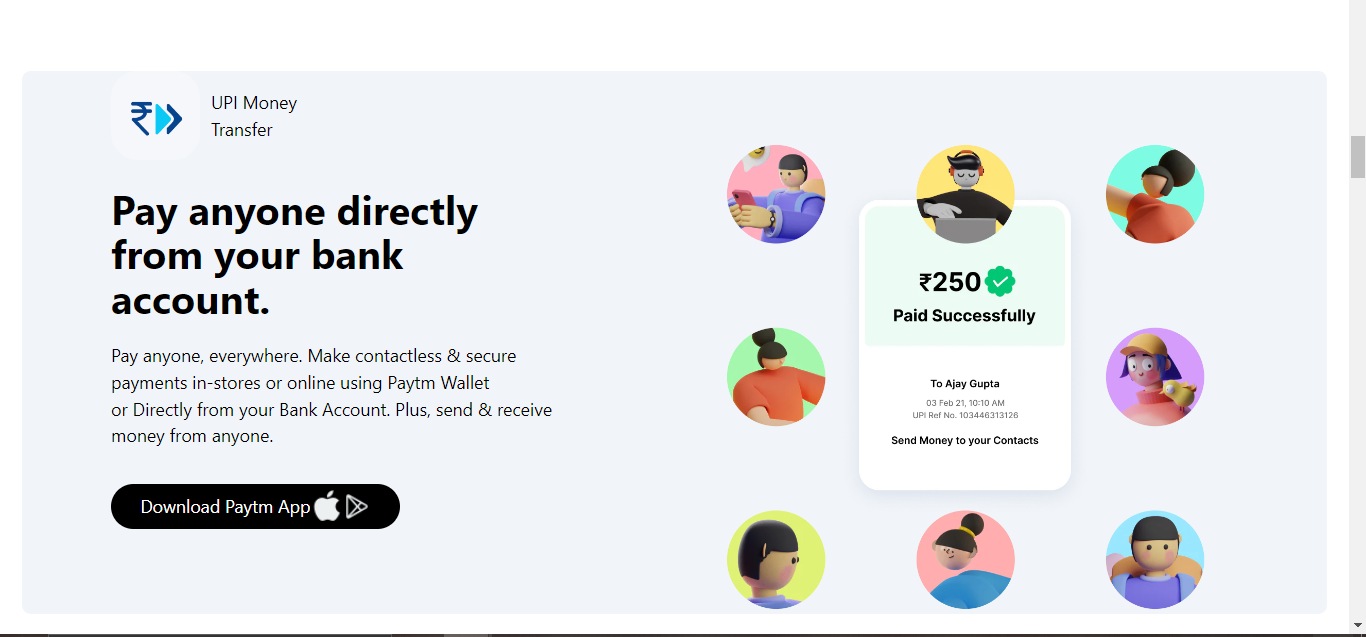 UPI Money
Transfer
Pay anyone directly
from your bank
account.
Pay anyone, everywhere. Make contactless & secure
payments in-stores or online using Paytm Wallet
or Directly from your Bank Account. Plus, send & receive
money from anyone.
Download Paytm App
₹250
Paid Successfully
To Ajay Gupta
03 Feb 21, 10:10 AM
UPI Ref No. 103446313126
Send Money to your Contacts